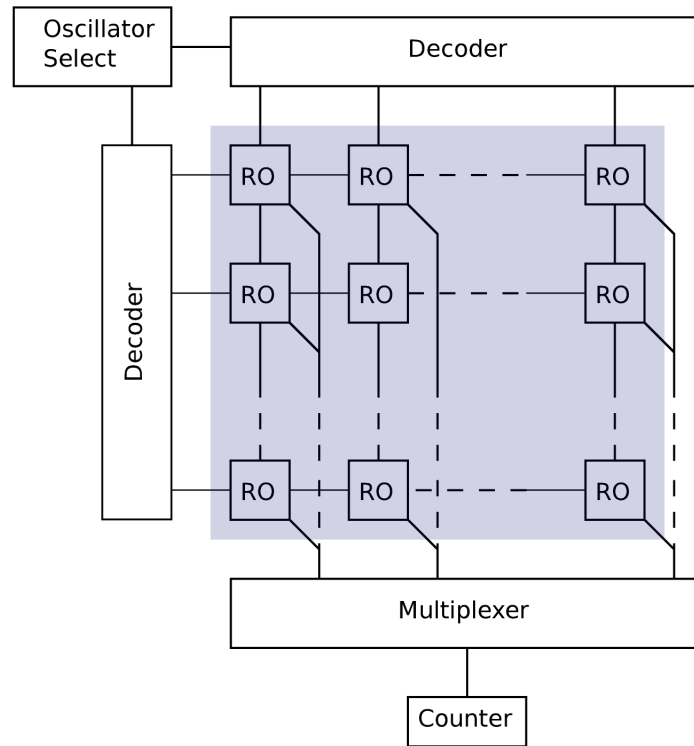 Oscillator
Select
Decoder
RO
RO
RO
Decoder
RO
RO
RO
RO
RO
RO
Multiplexer
Counter